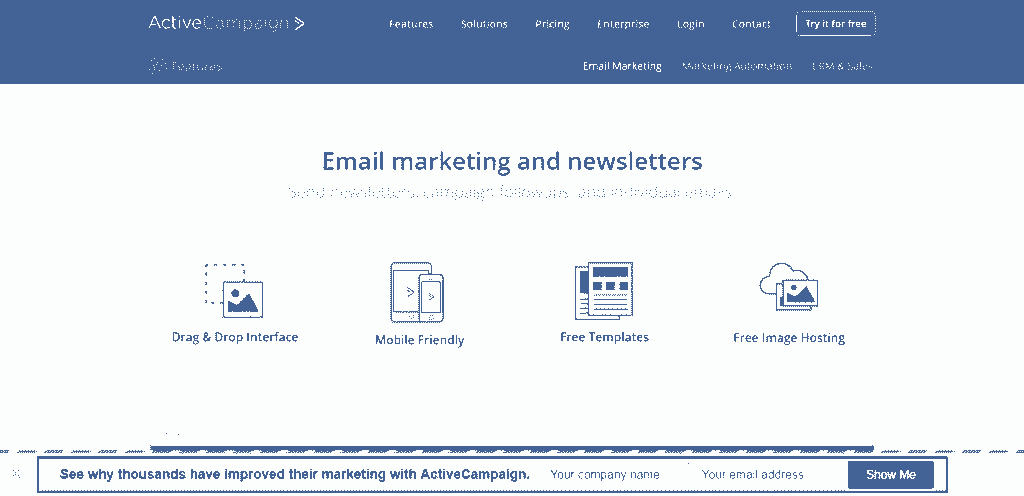 ActiveCampaign >
Features Solutions Pricing Enterprise Login Contact Try it for free
Features Email Marketing Marketing Automation CRM & Sales
Email marketing and newsletters
Send newsletters, campaign followups, and individual emails
Drag & Drop Interface Mobile Friendly Free Templates Free Image Hosting
See why thousands have improved their marketing with ActiveCampaign. Your company name Your email address Show Me